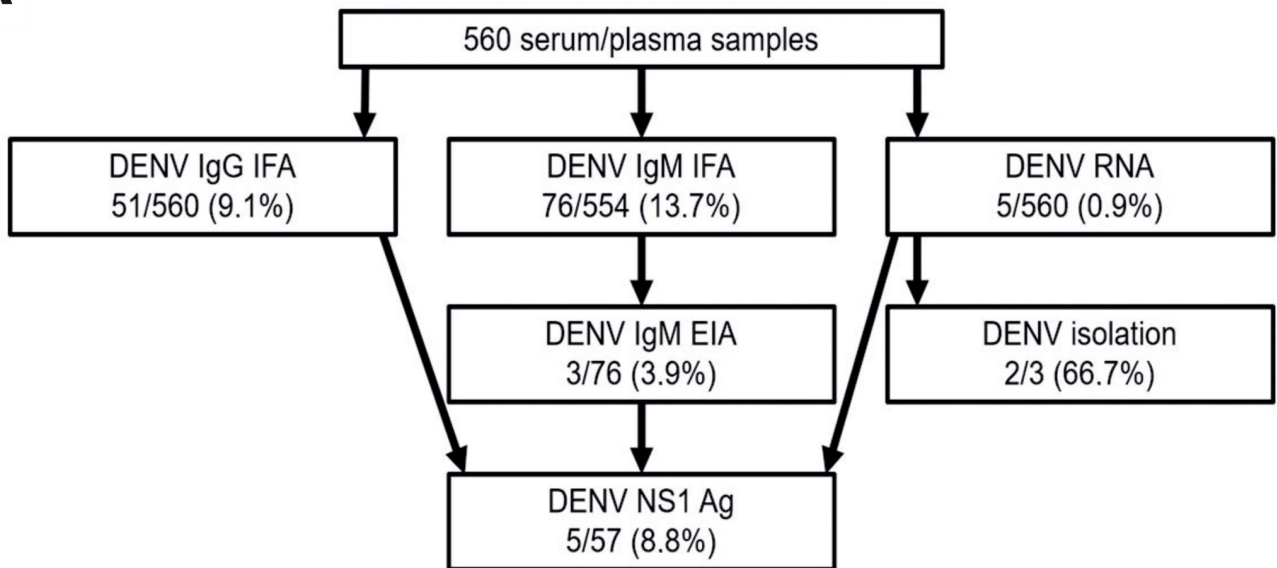 560 serum/plasma samples
DENV IgG IFA
51/560 (9.1%)
DENV IgM IFA
76/554 (13.7%)
DENV RNA
5/560 (0.9%)
DENV IgM EIA
3/76 (3.9%)
DENV isolation
2/3 (66.7%)
DENV NS1 Ag
5/57 (8.8%)